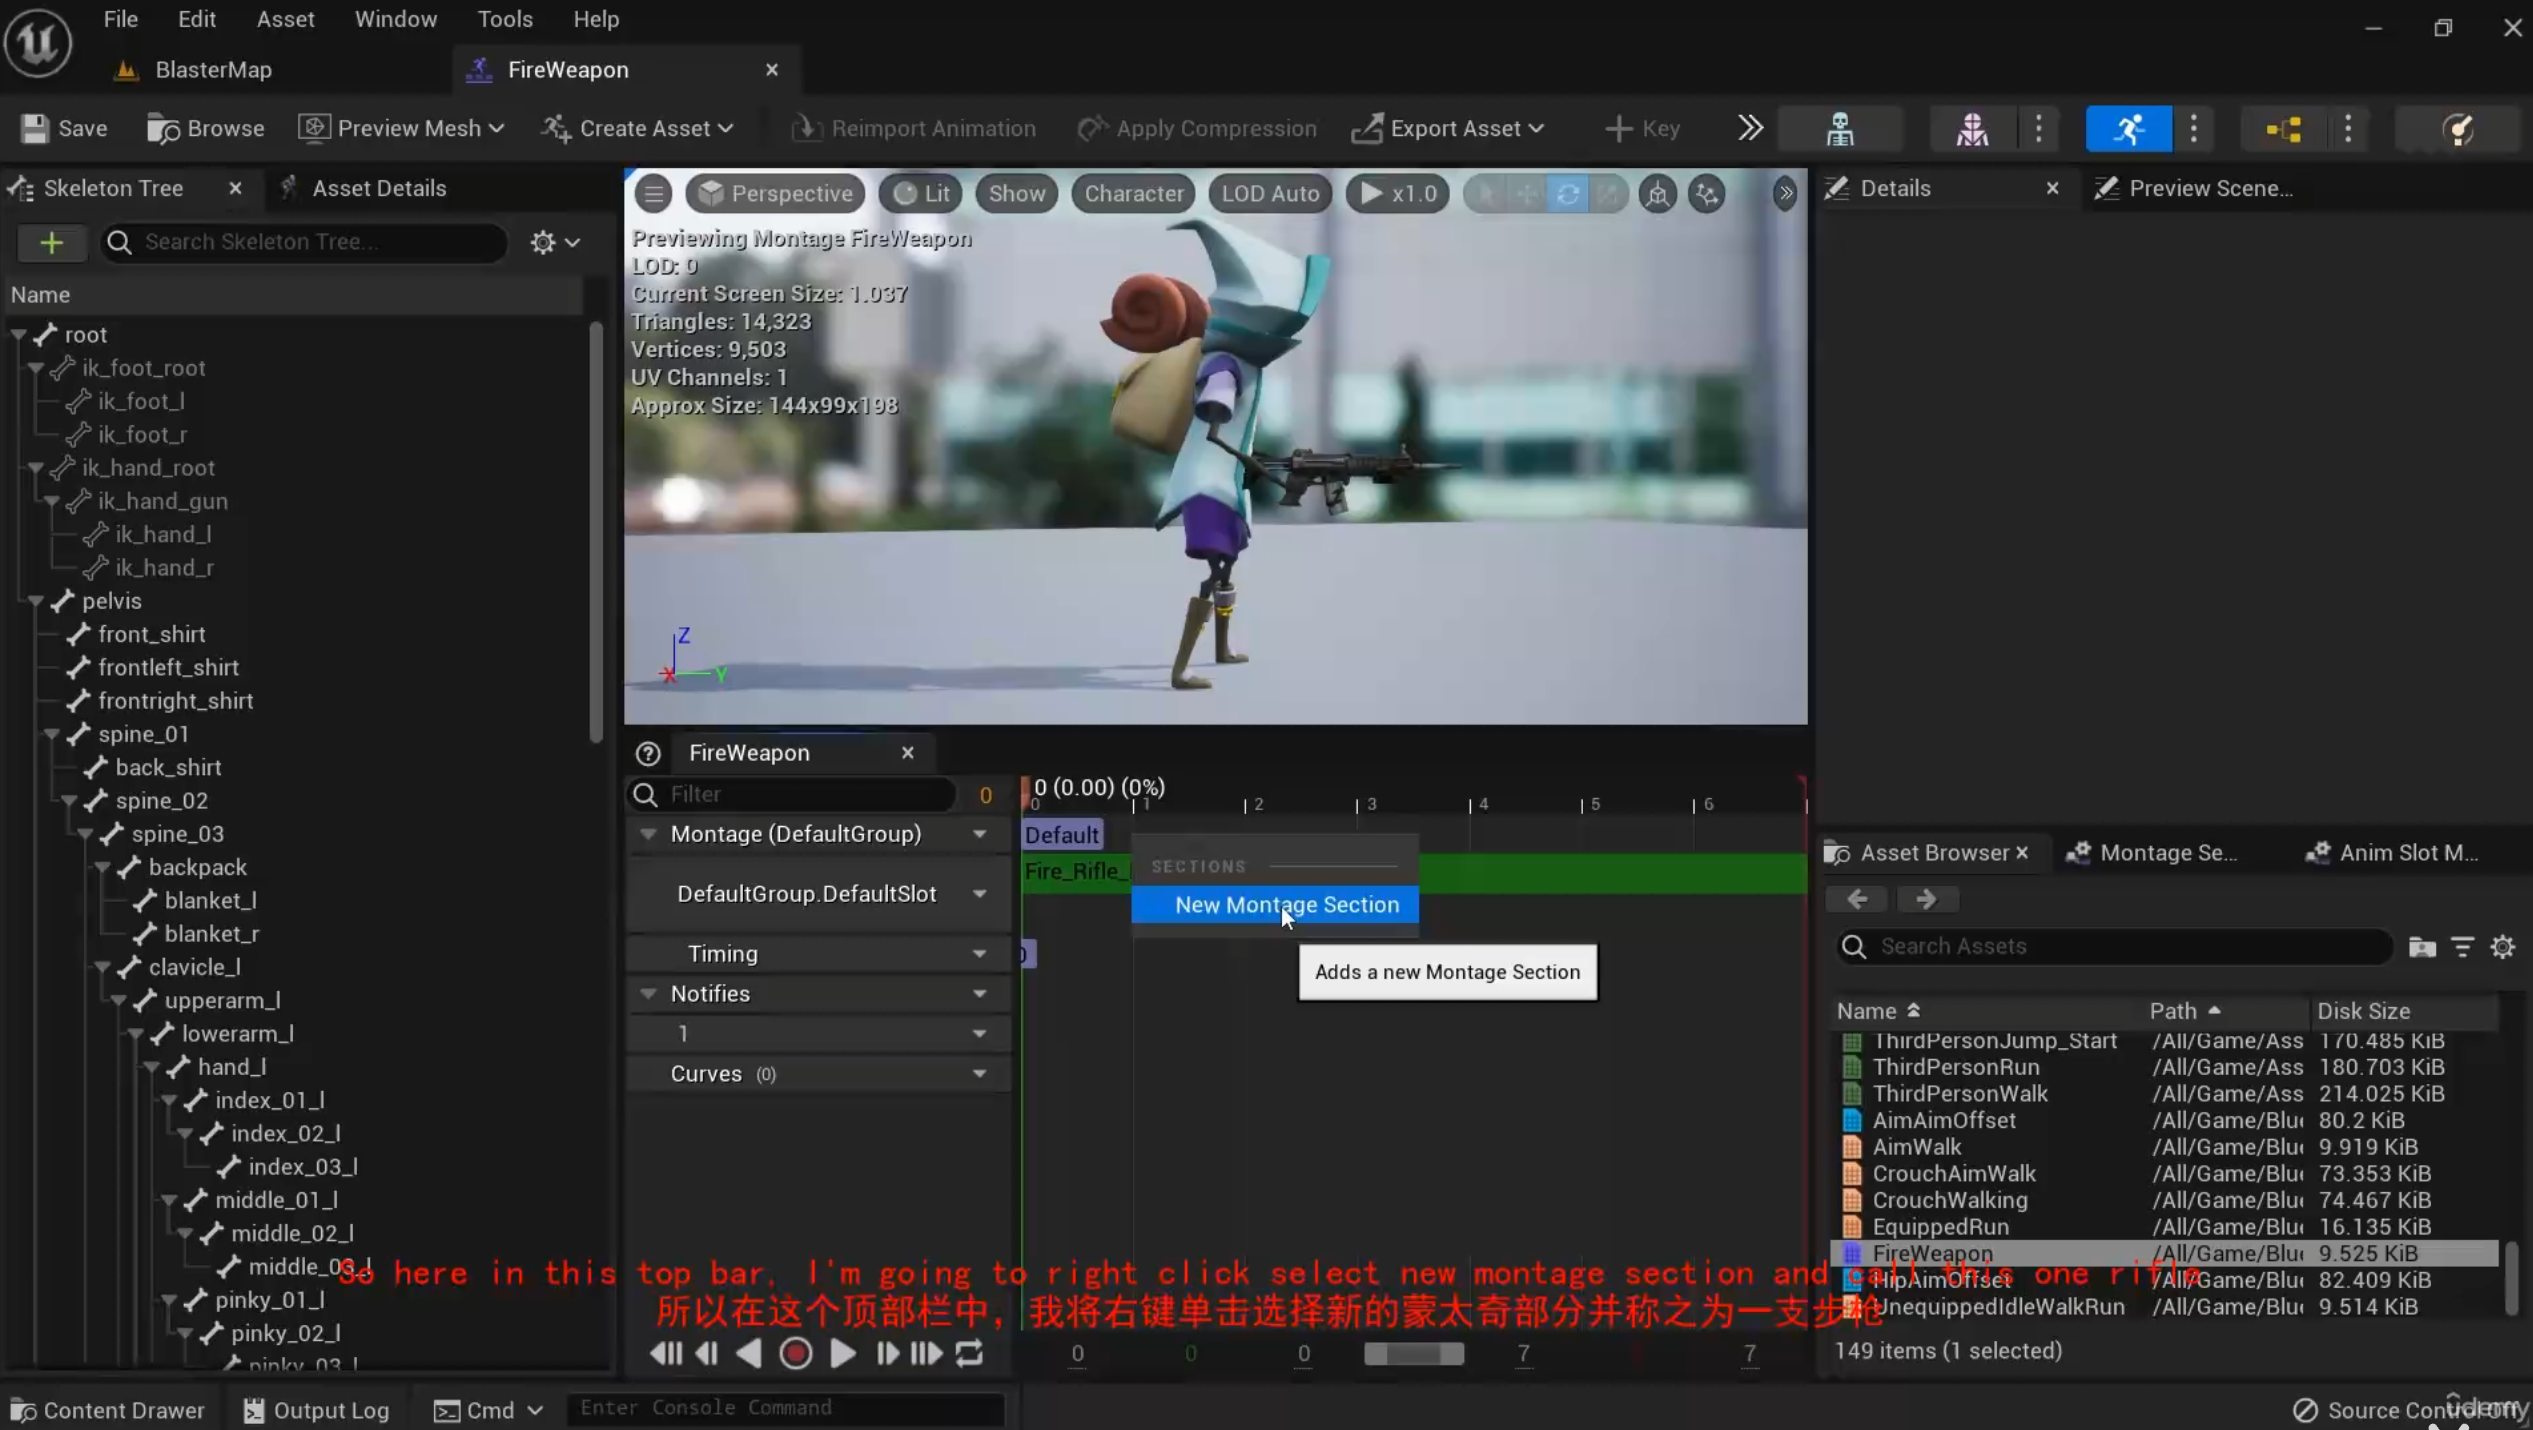 File Edit Asset Window Tools Help
BlasterMap FireWeapon
Save Browse Preview Mesh Create Asset Reimport Animation Apply Compression Export Asset Key
Skeleton Tree Asset Details
Search Skeleton Tree...
Name
root
ik_foot_root
ik_foot_l
ik_foot_r
ik_hand_root
ik_hand_gun
ik_hand_l
ik_hand_r
pelvis
front_shirt
frontleft_shirt
frontright_shirt
spine_01
back_shirt
spine_02
spine_03
backpack
blanket_l
blanket_r
clavicle_l
upperarm_l
lowerarm_l
hand_l
index_01_l
index_02_l
index_03_l
middle_01_l
middle_02_l
middle_03_l
pinky_01_l
pinky_02_l
pinky_03_l
Perspective Lit Show Character LOD Auto x1.0
Previewing Montage FireWeapon
LOD: 0
Current Screen Size: 1.037
Triangles: 14,323
Vertices: 9,503
UV Channels: 1
Approx Size: 144x99x198
Z
X Y
FireWeapon
Filter 0
0 (0.00) (0%)
0 1 2 3 4 5 6
Montage (DefaultGroup)
Default
DefaultGroup.DefaultSlot
Fire_Rifle_
SECTIONS
New Montage Section
Adds a new Montage Section
Timing
Notifies
1
Curves (0)
So here in this top bar, I'm going to right click select new montage section and call this one rifle
所以在这个顶部栏中，我将右键单击选择新的蒙太奇部分并称之为一支步枪
0 0 0 7 7
Details Preview Scene...
Asset Browser Montage Se... Anim Slot M...
Search Assets
Name Path Disk Size
ThirdPersonJump_Start /All/Game/Ass 170.485 KiB
ThirdPersonRun /All/Game/Ass 180.703 KiB
ThirdPersonWalk /All/Game/Ass 214.025 KiB
AimAimOffset /All/Game/Blu 80.2 KiB
AimWalk /All/Game/Blu 9.919 KiB
CrouchAimWalk /All/Game/Blu 73.353 KiB
CrouchWalking /All/Game/Blu 74.467 KiB
EquippedRun /All/Game/Blu 16.135 KiB
FireWeapon /All/Game/Blu 9.525 KiB
HipAimOffset /All/Game/Blu 82.409 KiB
UnequippedIdleWalkRun /All/Game/Blu 9.514 KiB
149 items (1 selected)
Content Drawer Output Log Cmd Enter Console Command
Source Control Off
udemy